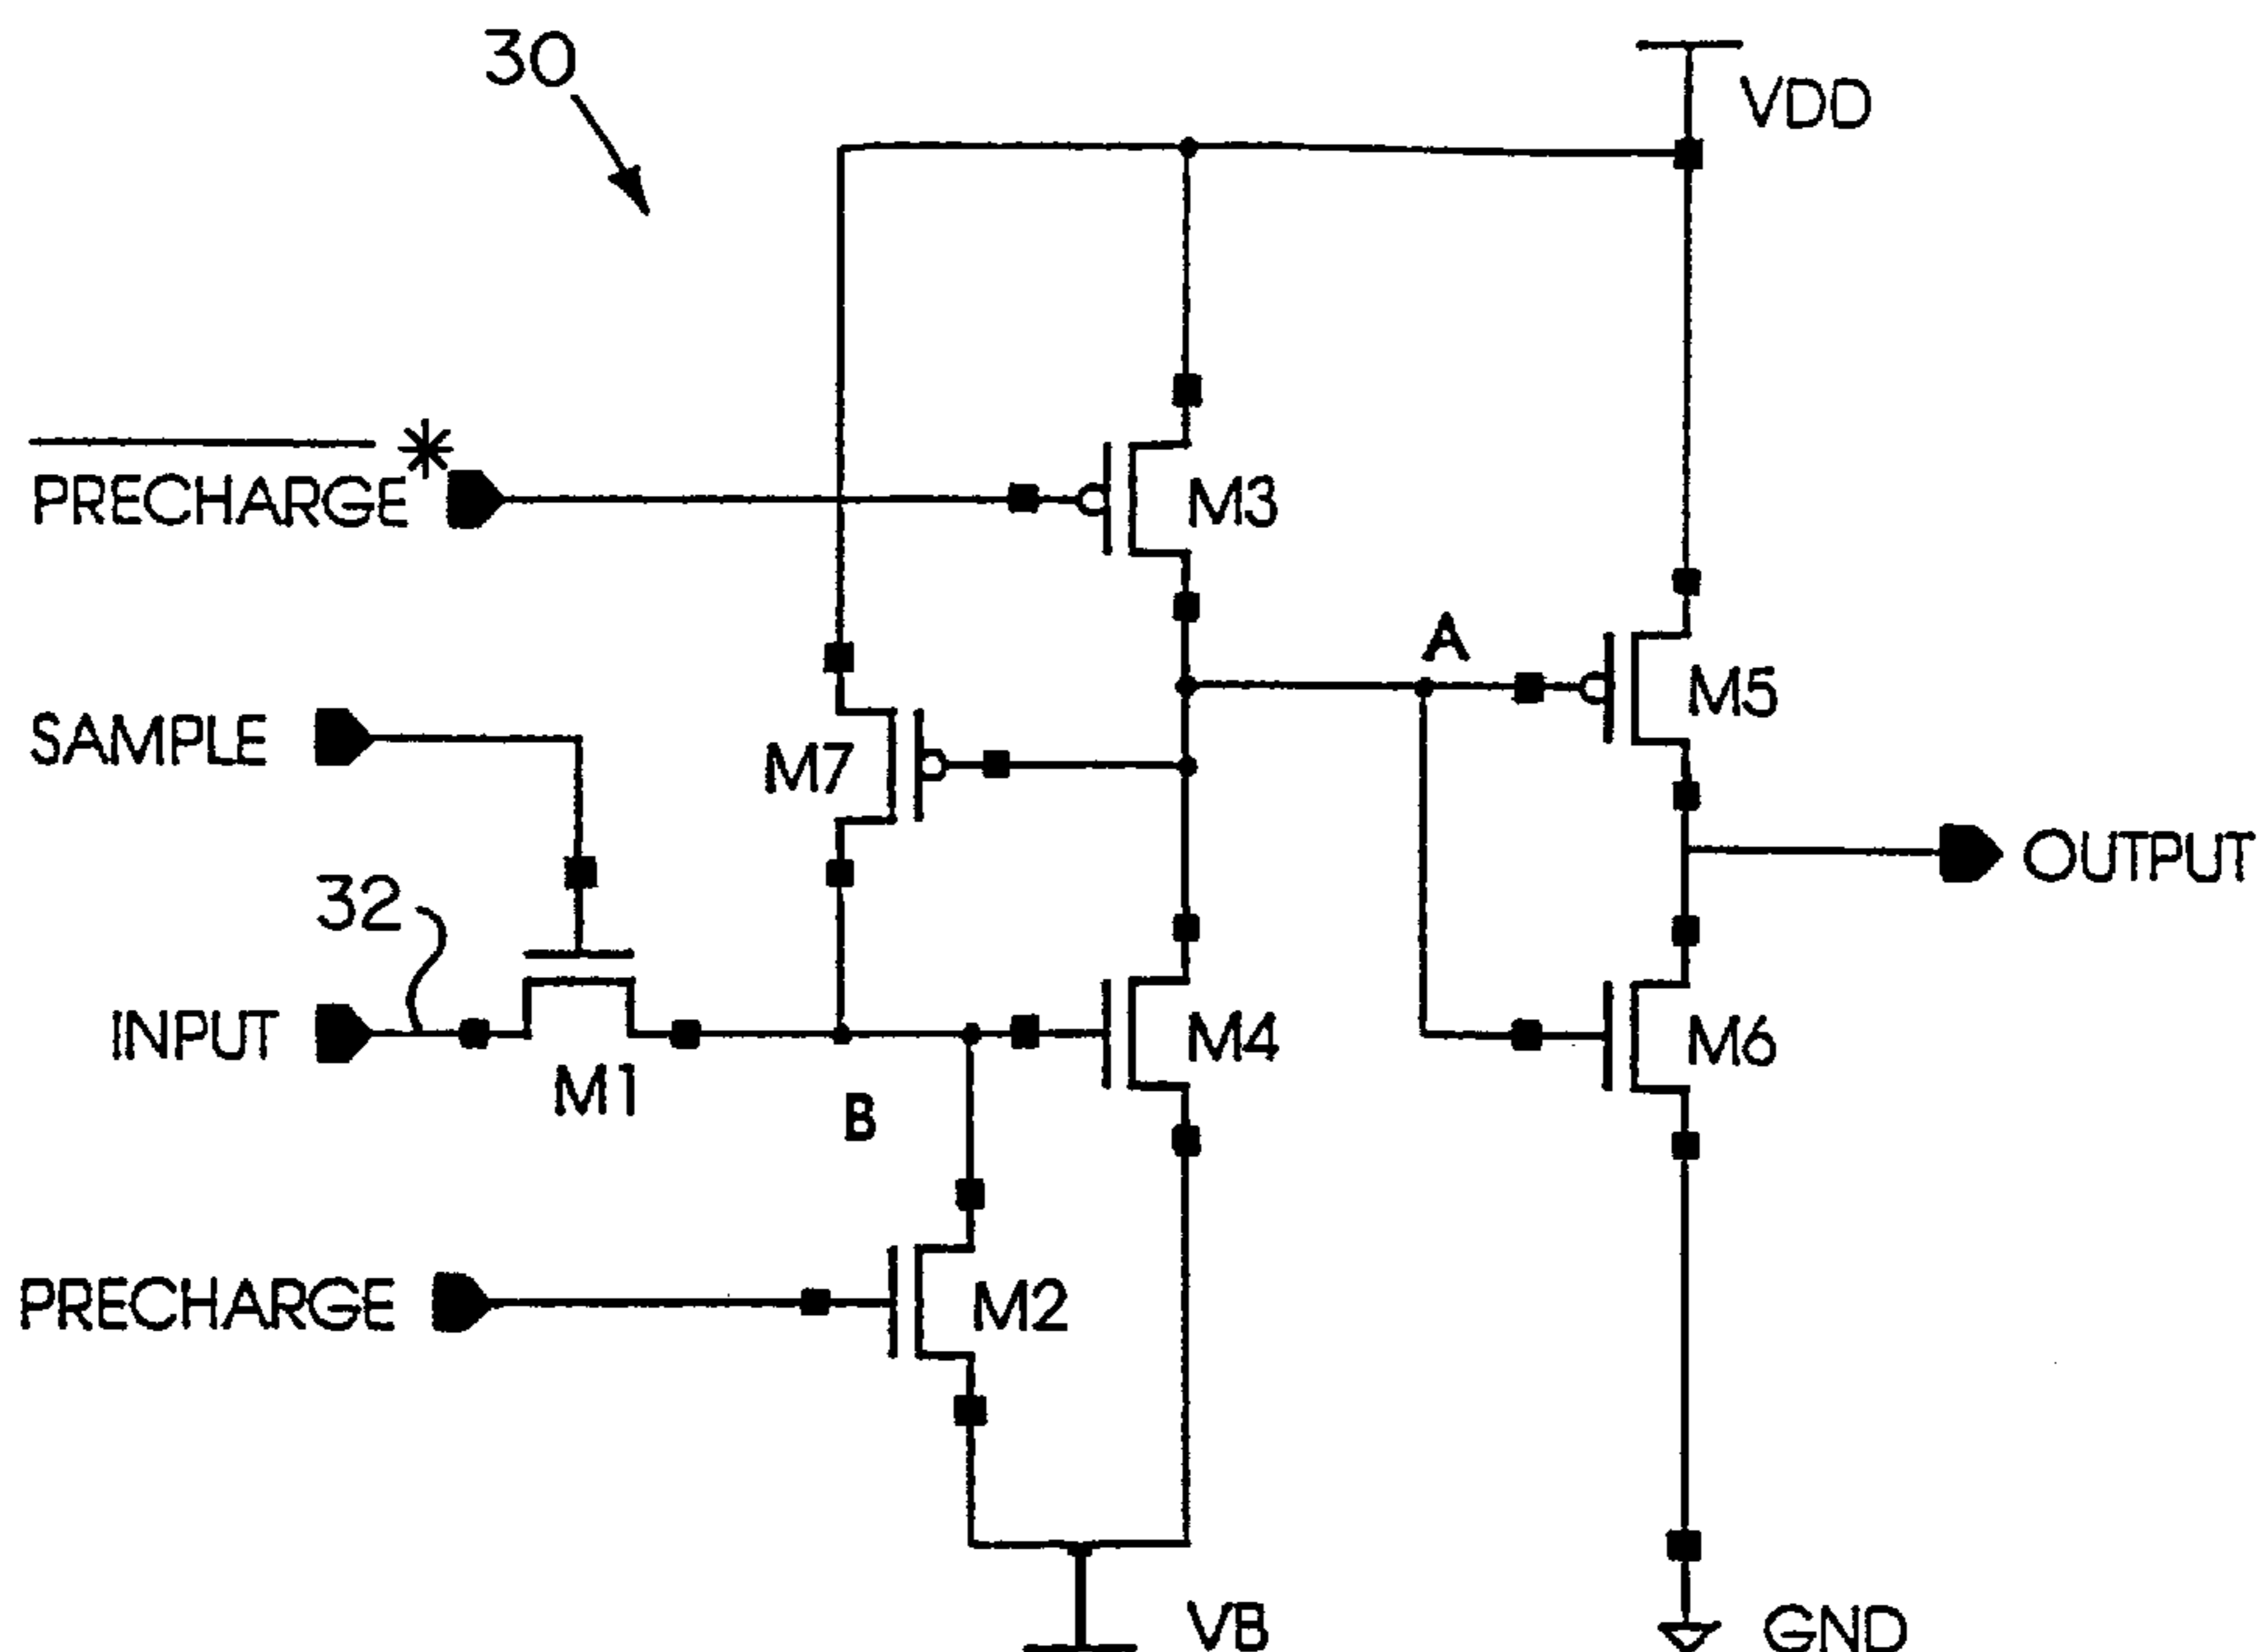 30
VDD
PRECHARGE*
M3
A
SAMPLE
M7
M5
32
OUTPUT
INPUT
M1
B
M4
M6
PRECHARGE
M2
VB
GND